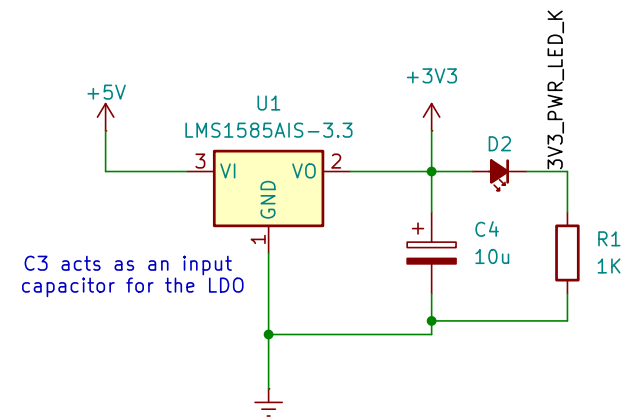 +5V
U1
LMS1585AIS-3.3
3
VI
VO
2
GND
1
+3V3
D2
3V3_PWR_LED_K
+
C4
10u
R1
1K
C3 acts as an input
capacitor for the LDO